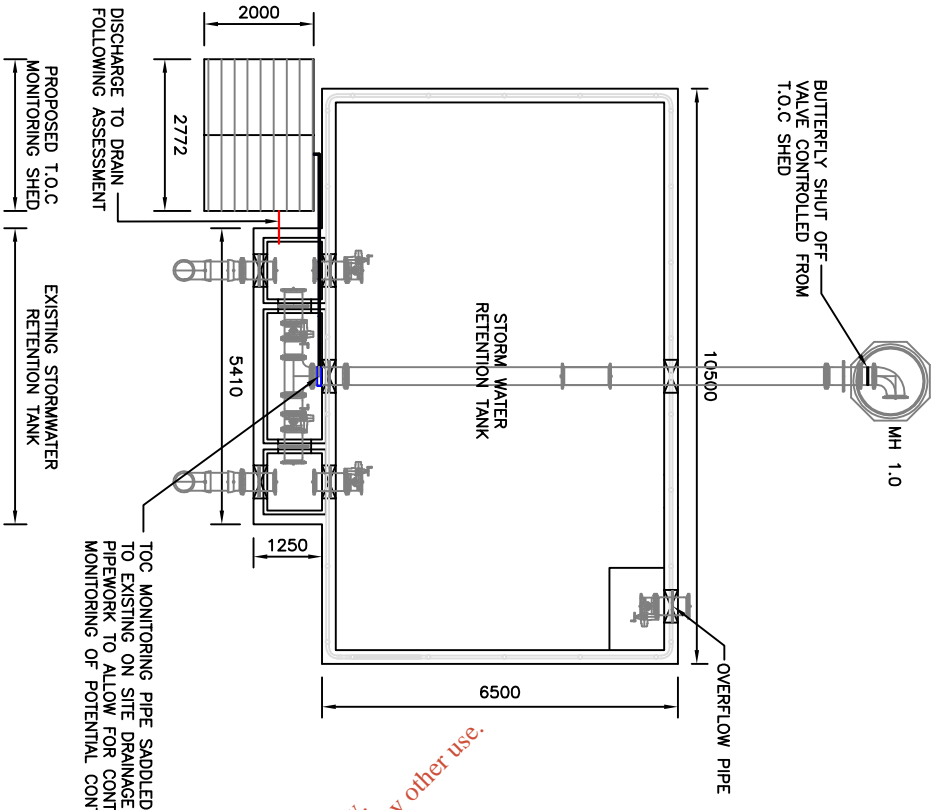 2000
DISCHARGE TO DRAIN
FOLLOWING ASSESSMENT
2772
PROPOSED T.O.C
MONITORING SHED
BUTTERFLY SHUT OFF
VALVE CONTROLLED FROM
T.O.C SHED
MH 1.0
STORM WATER
RETENTION TANK
10500
5410
EXISTING STORMWATER
RETENTION TANK
1250
TOC MONITORING PIPE SADDLED
TO EXISTING ON SITE DRAINAGE
PIPEWORK TO ALLOW FOR CONT
MONITORING OF POTENTIAL CON
OVERFLOW PIPE
6500
other use.